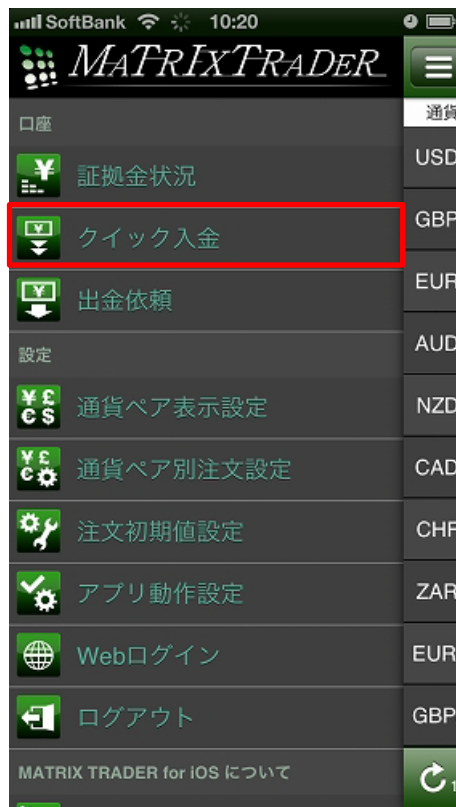 SoftBank 10:20
MATRIXTRADER
口座
通貨
証拠金状況
USD
クイック入金
GBP
出金依頼
EUR
設定
AUD
通貨ペア表示設定
NZD
通貨ペア別注文設定
CAD
注文初期値設定
CHF
アプリ動作設定
ZAR
Webログイン
EUR
ログアウト
GBP
MATRIX TRADER for iOS について